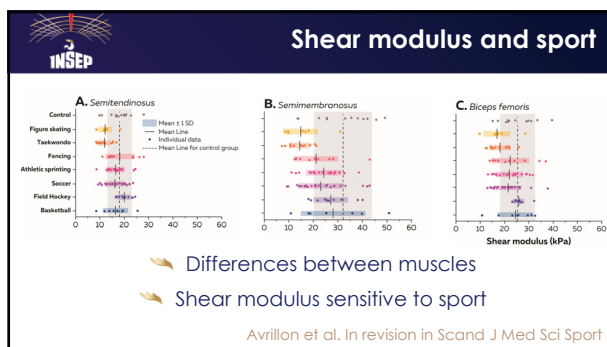 INSEP
Shear modulus and sport
A. Semitendinosus
Control
Figure skating
Taekwondo
Fencing
Athletic sprinting
Soccer
Field Hockey
Basketball
Mean ± 1 SD
Mean Line
Individual data
Mean Line for control group
0 10 20 30 40 50 60
B. Semimembranosus
0 10 20 30 40 50 60
C. Biceps femoris
0 10 20 30 40 50 60
Shear modulus (kPa)
Differences between muscles
Shear modulus sensitive to sport
Avrillon et al. In revision in Scand J Med Sci Sport